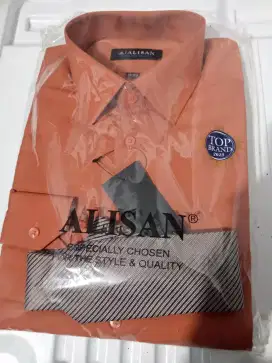 ALISAN
TOP
BRAND
ALISAN®
ESPECIALLY CHOSEN
THE STYLE & QUALITY